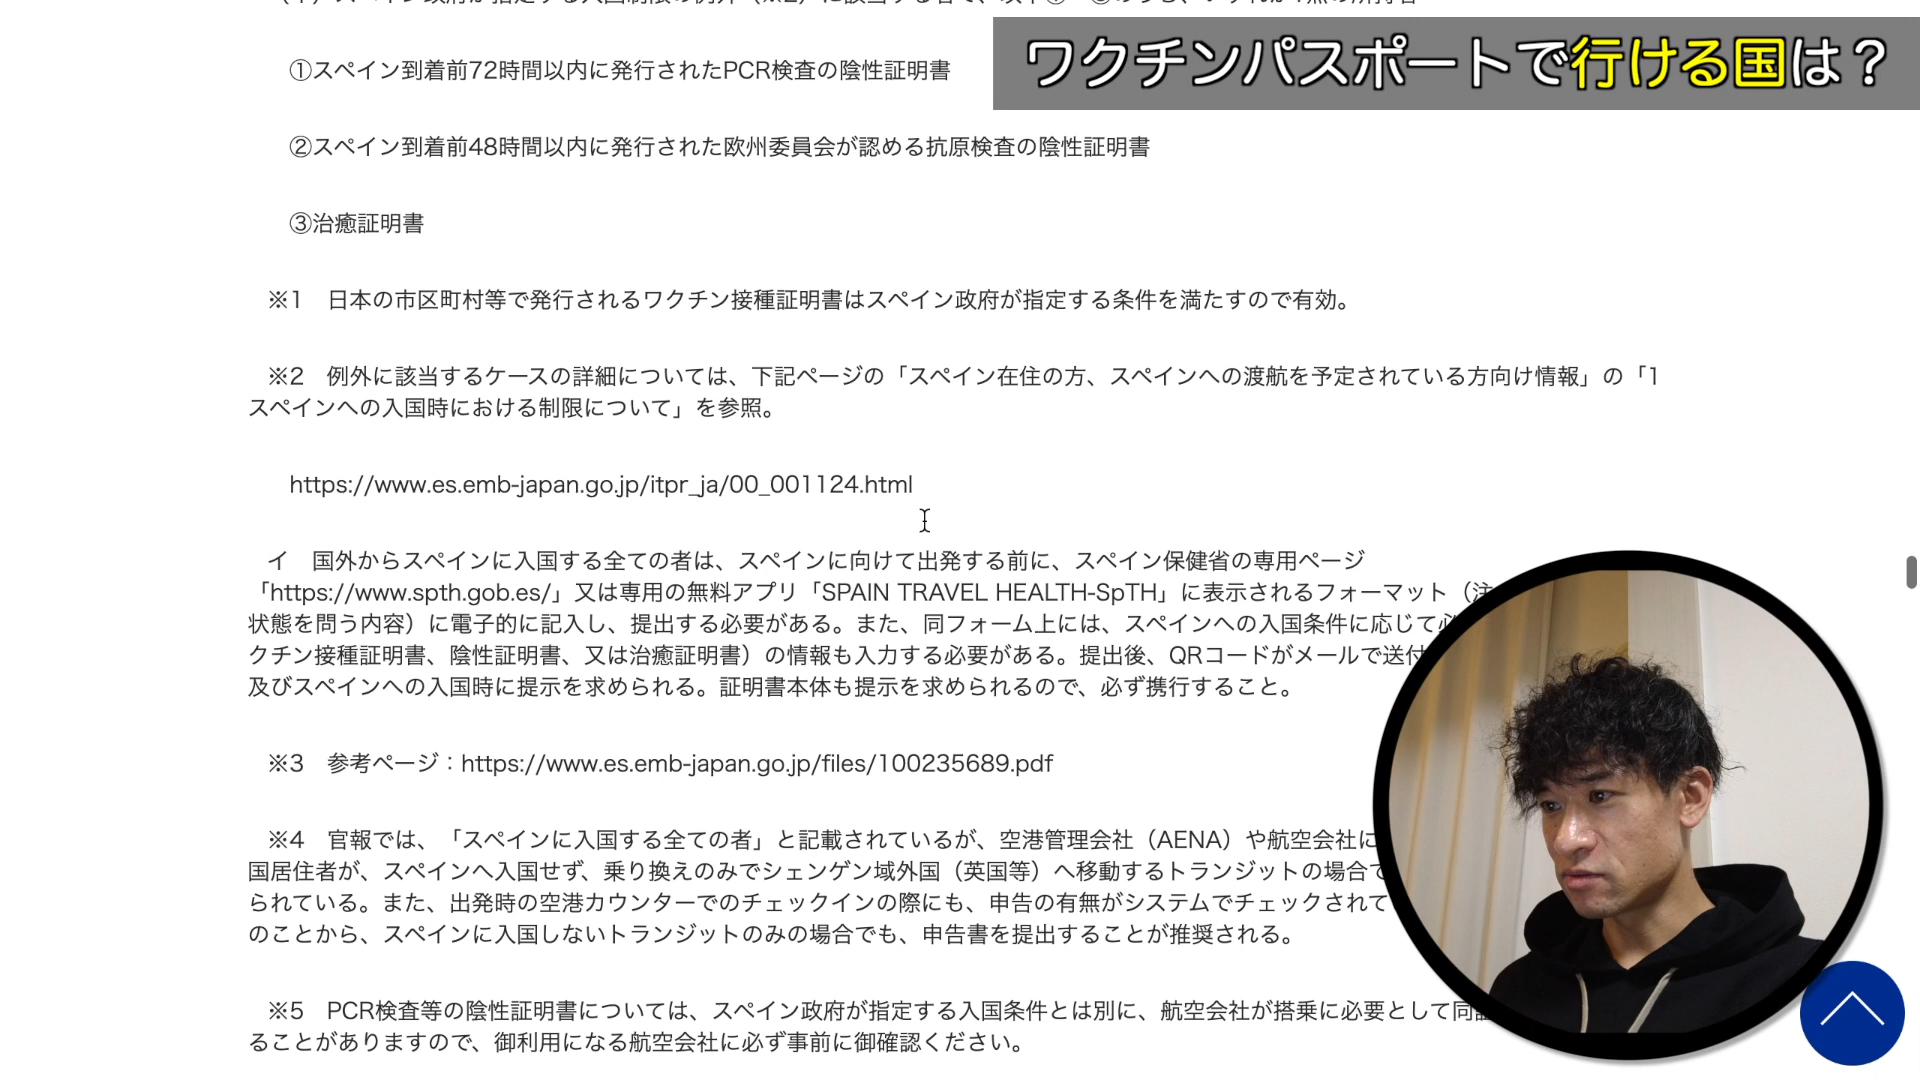 ワクチンパスポートで行ける国は？
①スペイン到着前72時間以内に発行されたPCR検査の陰性証明書
②スペイン到着前48時間以内に発行された欧州委員会が認める抗原検査の陰性証明書
③治癒証明書
※1　日本の市区町村等で発行されるワクチン接種証明書はスペイン政府が指定する条件を満たすので有効。
※2　例外に該当するケースの詳細については、下記ページの「スペイン在住の方、スペインへの渡航を予定されている方向け情報」の「1
スペインへの入国時における制限について」を参照。
https://www.es.emb-japan.go.jp/itpr_ja/00_001124.html
イ　国外からスペインに入国する全ての者は、スペインに向けて出発する前に、スペイン保健省の専用ページ
「https://www.spth.gob.es/」又は専用の無料アプリ「SPAIN TRAVEL HEALTH-SpTH」に表示されるフォーマット（注
状態を問う内容）に電子的に記入し、提出する必要がある。また、同フォーム上には、スペインへの入国条件に応じて
クチン接種証明書、陰性証明書、又は治癒証明書）の情報も入力する必要がある。提出後、QRコードがメールで送付
及びスペインへの入国時に提示を求められる。証明書本体も提示を求められるので、必ず携行すること。
※3　参考ページ：https://www.es.emb-japan.go.jp/files/100235689.pdf
※4　官報では、「スペインに入国する全ての者」と記載されているが、空港管理会社（AENA）や航空会社に
国居住者が、スペインへ入国せず、乗り換えのみでシェンゲン域外国（英国等）へ移動するトランジットの場合で
られている。また、出発時の空港カウンターでのチェックインの際にも、申告の有無がシステムでチェックされて
のことから、スペインに入国しないトランジットのみの場合でも、申告書を提出することが推奨される。
※5　PCR検査等の陰性証明書については、スペイン政府が指定する入国条件とは別に、航空会社が搭乗に必要として同
ることがありますので、御利用になる航空会社に必ず事前に御確認ください。